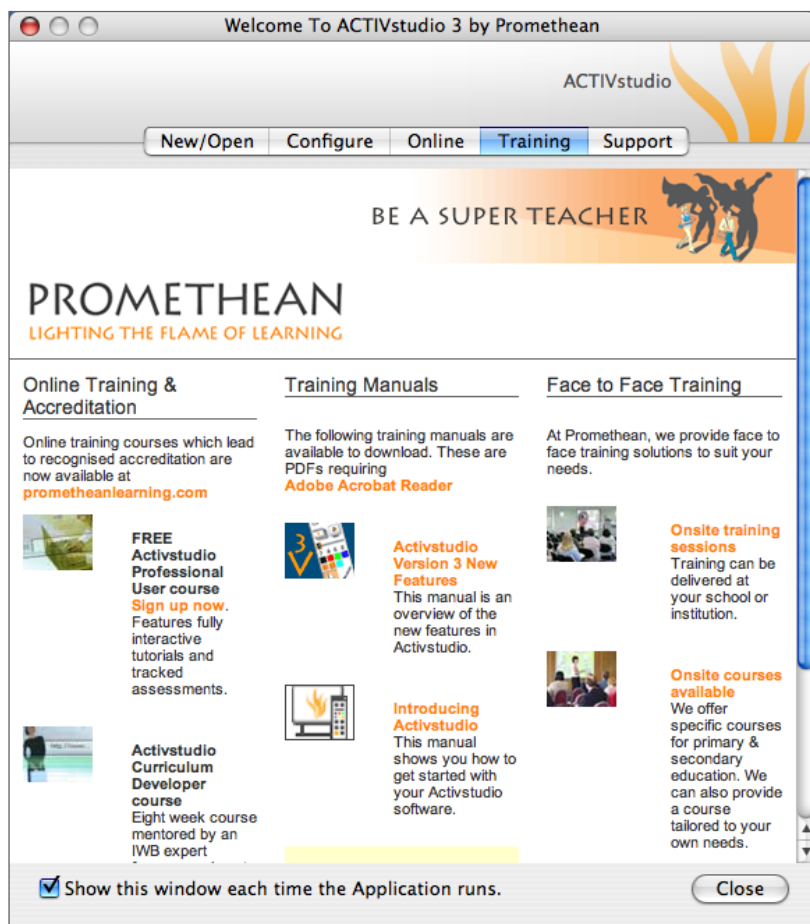 Welcome To ACTIVstudio 3 by Promethean
ACTIVstudio
New/Open Configure Online Training Support
BE A SUPER TEACHER
PROMETHEAN
LIGHTING THE FLAME OF LEARNING
Online Training &
Accreditation
Online training courses which lead
to recognised accreditation are
now available at
prometheanlearning.com
FREE
Activstudio
Professional
User course
Sign up now.
Features fully
interactive
tutorials and
tracked
assessments.
Activstudio
Curriculum
Developer
course
Eight week course
mentored by an
IWB expert
Training Manuals
The following training manuals are
available to download. These are
PDFs requiring
Adobe Acrobat Reader
3
Activstudio
Version 3 New
Features
This manual is an
overview of the
new features in
Activstudio.
Introducing
Activstudio
This manual
shows you how to
get started with
your Activstudio
software.
Face to Face Training
At Promethean, we provide face to
face training solutions to suit your
needs.
Onsite training
sessions
Training can be
delivered at
your school or
institution.
Onsite courses
available
We offer
specific courses
for primary &
secondary
education. We
can also provide
a course
tailored to your
own needs.
Show this window each time the Application runs.
Close